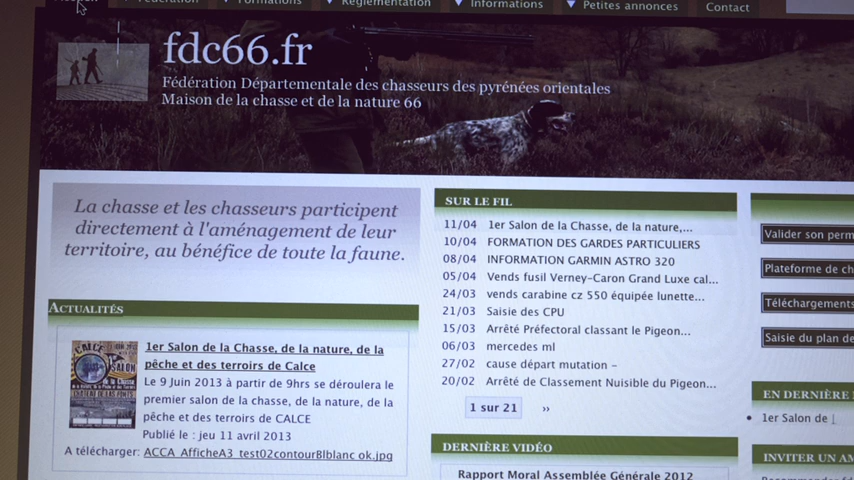 Formations
Réglementation
Informations
Petites annonces
Contact
fdc66.fr
Fédération Départementale des chasseurs des pyrénées orientales
Maison de la chasse et de la nature 66
La chasse et les chasseurs participent
directement à l'aménagement de leur
territoire, au bénéfice de toute la faune.
ACTUALITÉS
1er Salon de la Chasse, de la nature, de la
pêche et des terroirs de Calce
Le 9 Juin 2013 à partir de 9hrs se déroulera le
premier salon de la chasse, de la nature, de la
pêche et des terroirs de CALCE
Publié le : jeu 11 avril 2013
A télécharger: ACCA_AfficheA3_test02contourBlblanc ok.jpg
CALCE
SALON
SUR LE FIL
11/04 1er Salon de la Chasse, de la nature,...
10/04 FORMATION DES GARDES PARTICULIERS
08/04 INFORMATION GARMIN ASTRO 320
05/04 Vends fusil Verney-Caron Grand Luxe cal...
24/03 vends carabine cz 550 équipée lunette...
21/03 Saisie des CPU
15/03 Arrêté Préfectoral classant le Pigeon...
06/03 mercedes ml
27/02 cause départ mutation -
20/02 Arrêté de Classement Nuisible du Pigeon...
1 sur 21 ››
DERNIÈRE VIDÉO
Rapport Moral Assemblée Générale 2012
Valider son perm
Plateforme de ch
Téléchargements
Saisie du plan de
EN DERNIÈRE
• 1er Salon de
INVITER UN AM